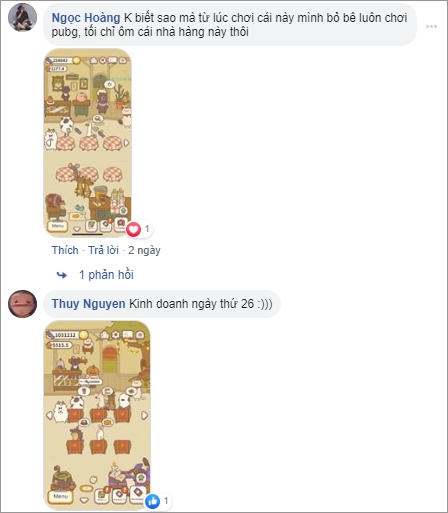 Ngọc Hoàng K biết sao mà từ lúc chơi cái này mình bỏ bê luôn chơi
pubg, tối chỉ ôm cái nhà hàng này thôi
Menu
1
Thích · Trả lời · 2 ngày
1 phản hồi
Thuy Nguyen Kinh doanh ngày thứ 26 :)))
1031212
Menu
1